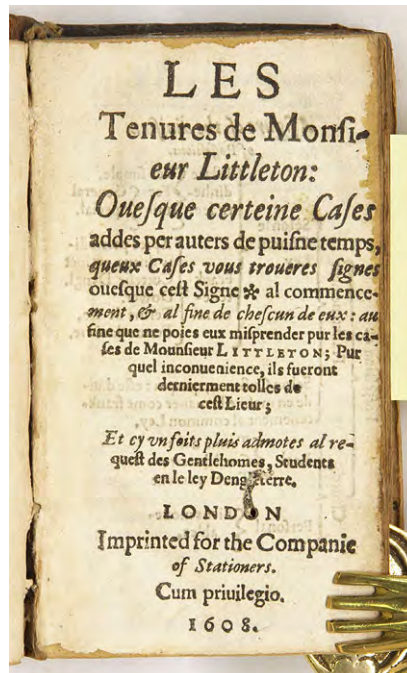 LES
Tenures de Monſi-
eur Littleton:
Oueſque certeine Caſes
addes per auters de puiſne temps,
queux Caſes vous troueres ſignes
oueſque ceſt Signe ✽ al commence-
ment, & al fine de cheſcun de eux: au
fine que ne poies eux miſprender pur les ca-
ſes de Mounſieur LITTLETON; Pur
quel inconuenience, ils fueront
dernierment tolles de
ceſt Lieur;
Et cy vnfoits pluis admotes al re-
queſt des Gentlehomes, Students
en le ley Dengleterre.
LONDON
Imprinted for the Companie
of Stationers.
Cum priuilegio.
1608.